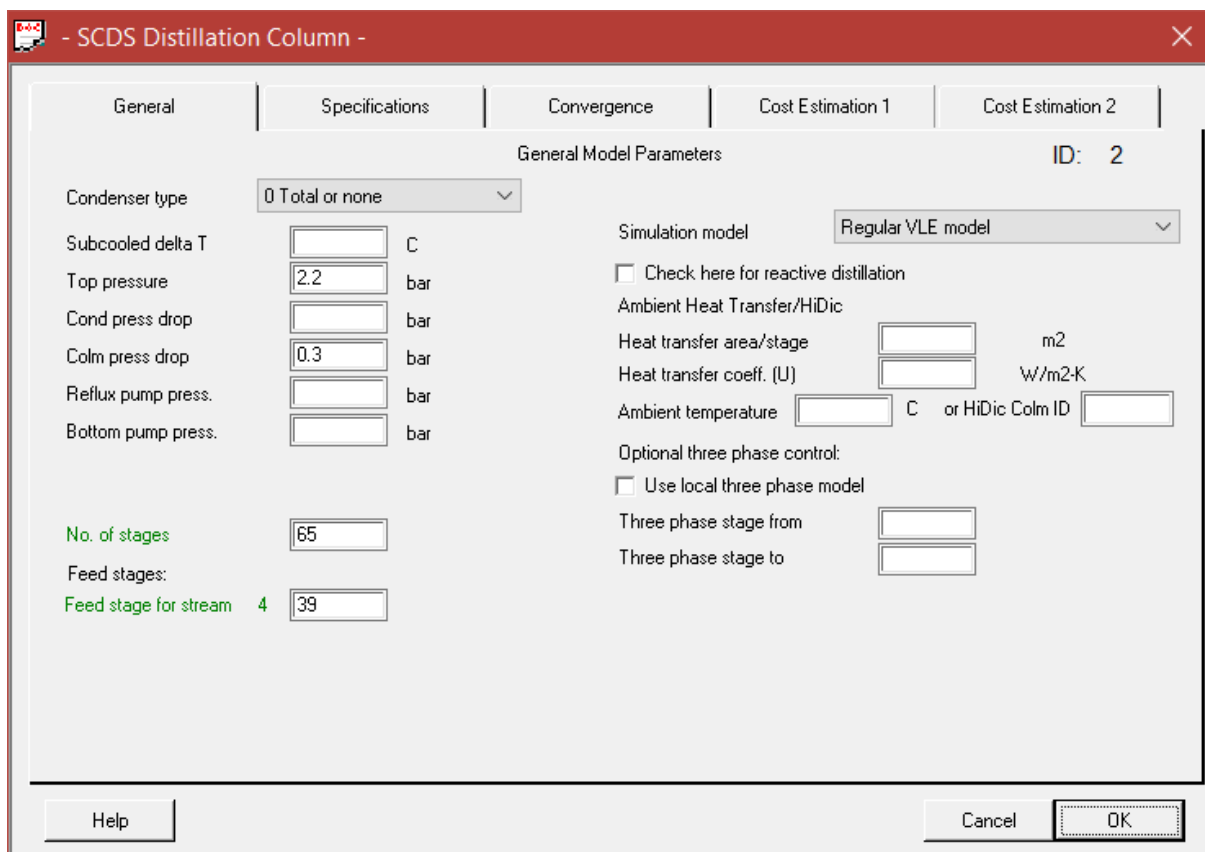 - SCDS Distillation Column -
General
Specifications
Convergence
Cost Estimation 1
Cost Estimation 2
General Model Parameters
ID: 2
Condenser type 0 Total or none
Subcooled delta T C
Top pressure 2.2 bar
Cond press drop bar
Colm press drop 0.3 bar
Reflux pump press. bar
Bottom pump press. bar
No. of stages 65
Feed stages:
Feed stage for stream 4 39
Simulation model Regular VLE model
Check here for reactive distillation
Ambient Heat Transfer/HiDic
Heat transfer area/stage m2
Heat transfer coeff. (U) W/m2-K
Ambient temperature C or HiDic Colm ID
Optional three phase control:
Use local three phase model
Three phase stage from
Three phase stage to
Help
Cancel
OK